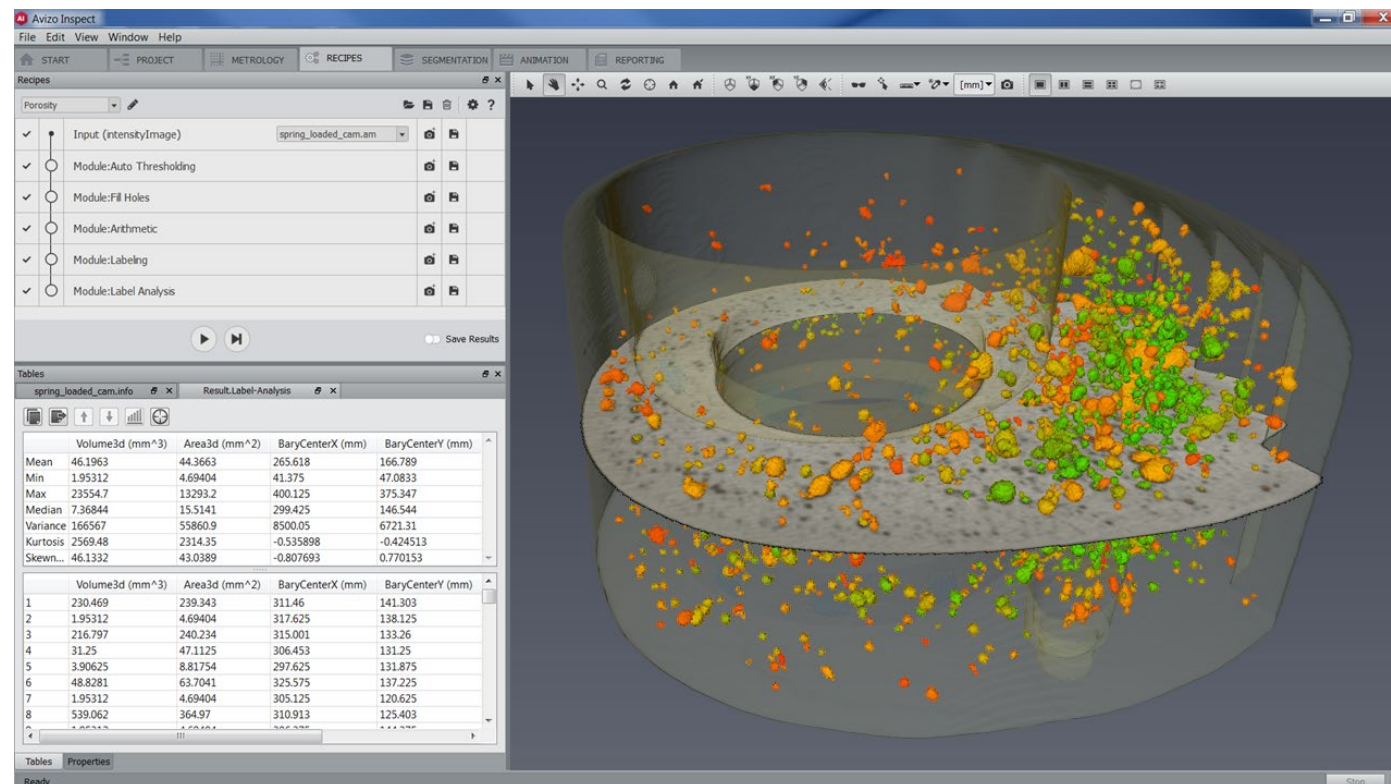 Avizo Inspect
File Edit View Window Help
START PROJECT METROLOGY RECIPES SEGMENTATION ANIMATION REPORTING
Recipes
Porosity ?
[mm]
Input (intensityImage) spring_loaded_cam.am
Module:Auto Thresholding
Module:Fill Holes
Module:Arithmetic
Module:Labeling
Module:Label Analysis
Save Results
Tables
spring_loaded_cam.info Result.Label-Analysis
Volume3d (mm^3) Area3d (mm^2) BaryCenterX (mm) BaryCenterY (mm)
Mean 46.1963 44.3663 265.618 166.789
Min 1.95312 4.69404 41.375 47.0833
Max 23554.7 13293.2 400.125 375.347
Median 7.36844 15.5141 299.425 146.544
Variance 166567 55860.9 8500.05 6721.31
Kurtosis 2569.48 2314.35 -0.535898 -0.424513
Skewn... 46.1332 43.0389 -0.807693 0.770153
Volume3d (mm^3) Area3d (mm^2) BaryCenterX (mm) BaryCenterY (mm)
1 230.469 239.343 311.46 141.303
2 1.95312 4.69404 317.625 138.125
3 216.797 240.234 315.001 133.26
4 31.25 47.1125 306.453 131.25
5 3.90625 8.81754 297.625 131.875
6 48.8281 63.7041 325.575 137.225
7 1.95312 4.69404 305.125 120.625
8 539.062 364.97 310.913 125.403
Tables Properties
Ready Stop